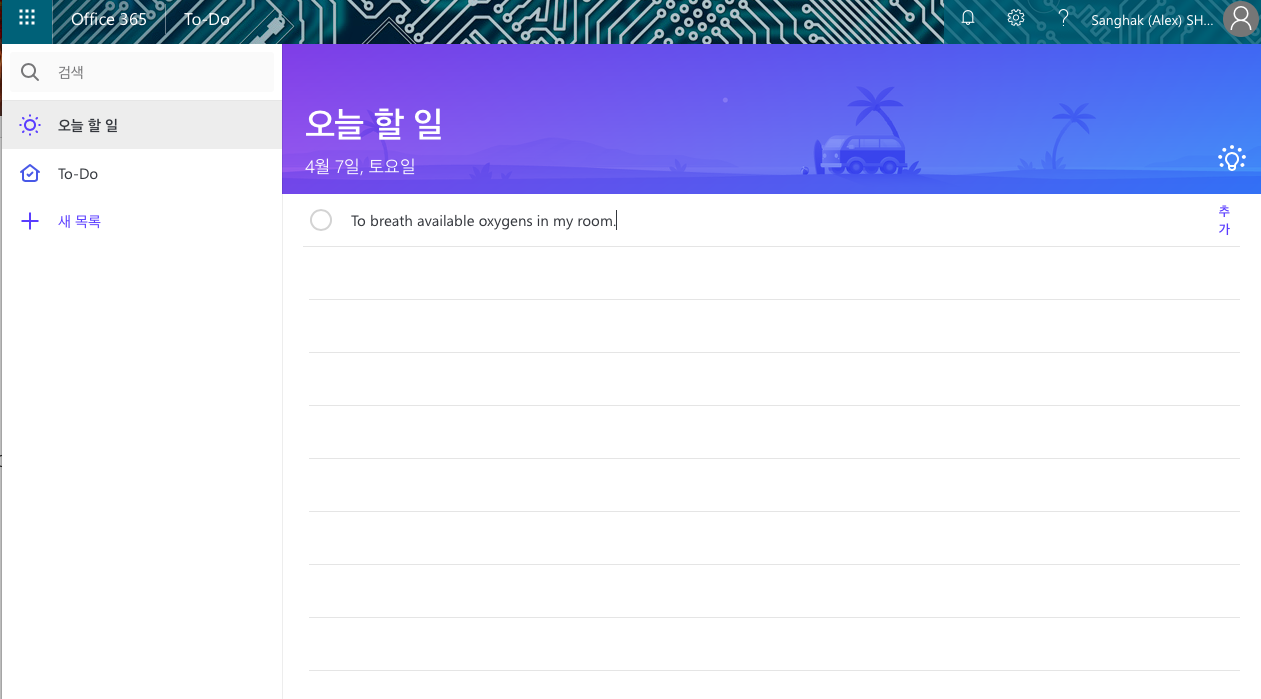 Office 365
To-Do
?
Sanghak (Alex) SH...
검색
오늘 할 일
To-Do
새 목록
오늘 할 일
4월 7일, 토요일
To breath available oxygens in my room.
추
가